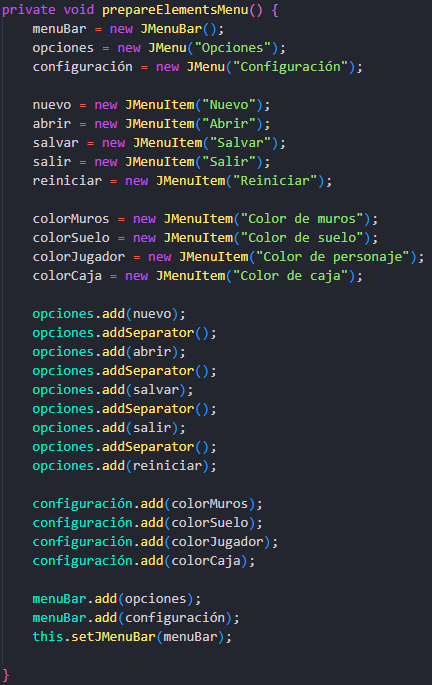 private void prepareElementsMenu() {
menuBar = new JMenuBar();
opciones = new JMenu("Opciones");
configuración = new JMenu("Configuración");
nuevo = new JMenuItem("Nuevo");
abrir = new JMenuItem("Abrir");
salvar = new JMenuItem("Salvar");
salir = new JMenuItem("Salir");
reiniciar = new JMenuItem("Reiniciar");
colorMuros = new JMenuItem("Color de muros");
colorSuelo = new JMenuItem("Color de suelo");
colorJugador = new JMenuItem("Color de personaje");
colorCaja = new JMenuItem("Color de caja");
opciones.add(nuevo);
opciones.addSeparator();
opciones.add(abrir);
opciones.addSeparator();
opciones.add(salvar);
opciones.addSeparator();
opciones.add(salir);
opciones.addSeparator();
opciones.add(reiniciar);
configuración.add(colorMuros);
configuración.add(colorSuelo);
configuración.add(colorJugador);
configuración.add(colorCaja);
menuBar.add(opciones);
menuBar.add(configuración);
this.setJMenuBar(menuBar);
}